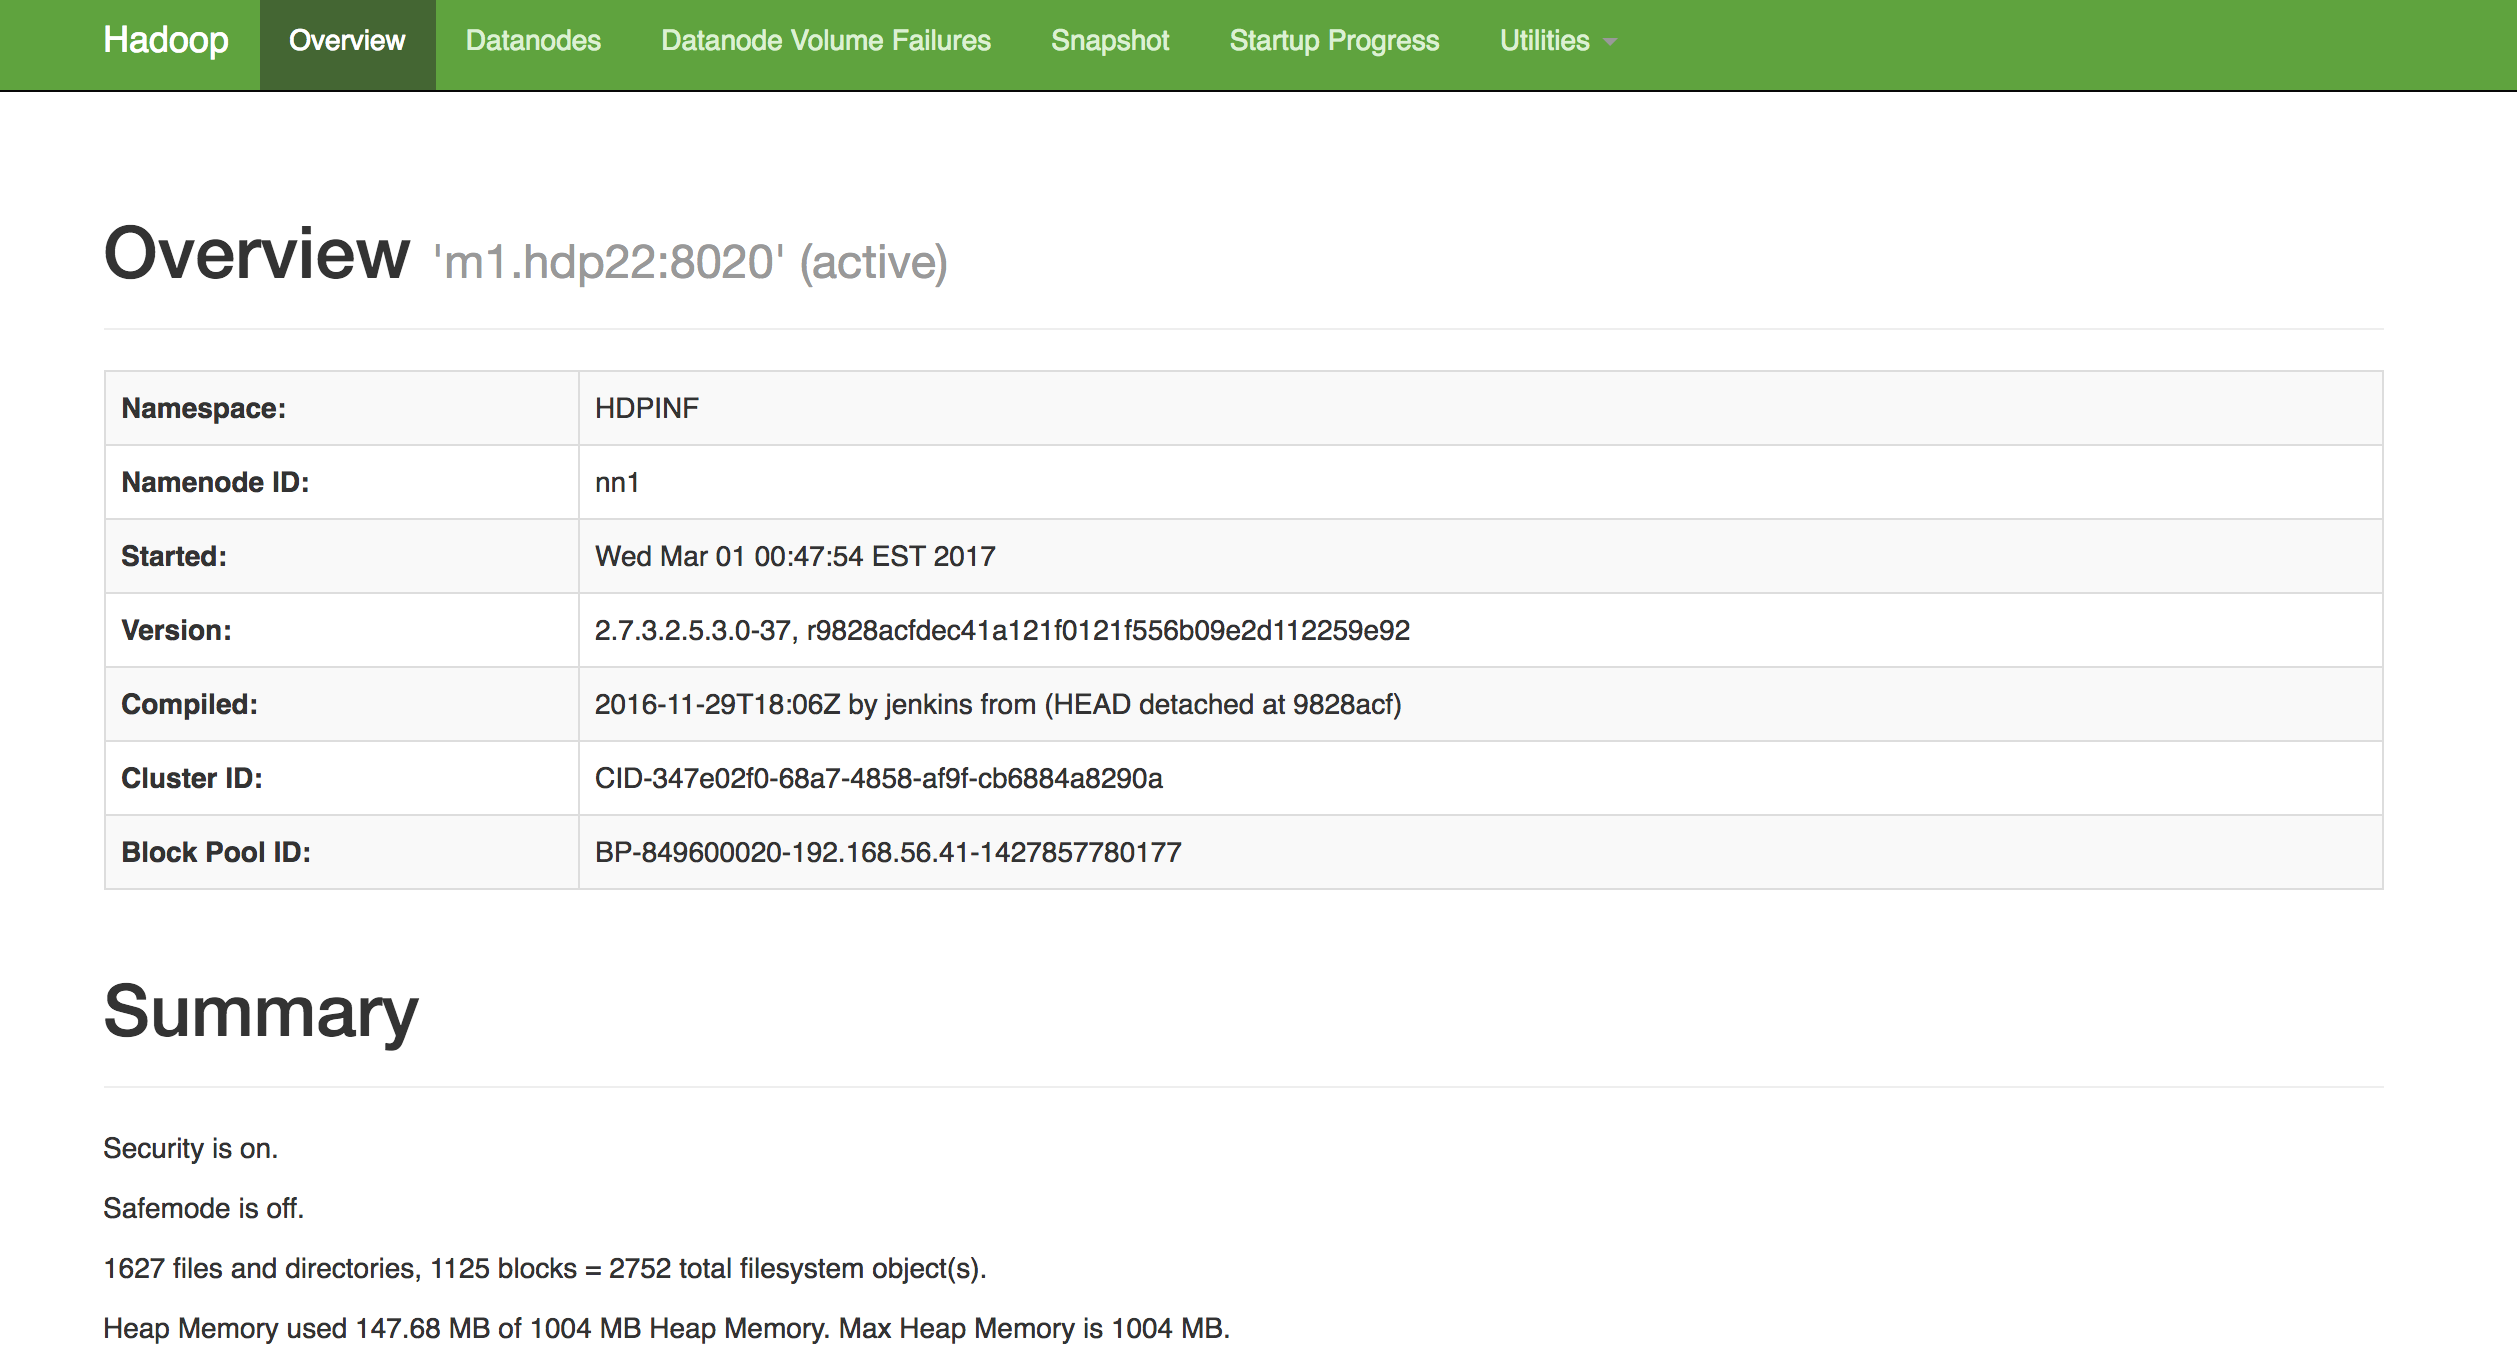 Hadoop Overview Datanodes Datanode Volume Failures Snapshot Startup Progress Utilities
Overview 'm1.hdp22:8020' (active)
Namespace: HDPINF
Namenode ID: nn1
Started: Wed Mar 01 00:47:54 EST 2017
Version: 2.7.3.2.5.3.0-37, r9828acfdec41a121f0121f556b09e2d112259e92
Compiled: 2016-11-29T18:06Z by jenkins from (HEAD detached at 9828acf)
Cluster ID: CID-347e02f0-68a7-4858-af9f-cb6884a8290a
Block Pool ID: BP-849600020-192.168.56.41-1427857780177
Summary
Security is on.
Safemode is off.
1627 files and directories, 1125 blocks = 2752 total filesystem object(s).
Heap Memory used 147.68 MB of 1004 MB Heap Memory. Max Heap Memory is 1004 MB.